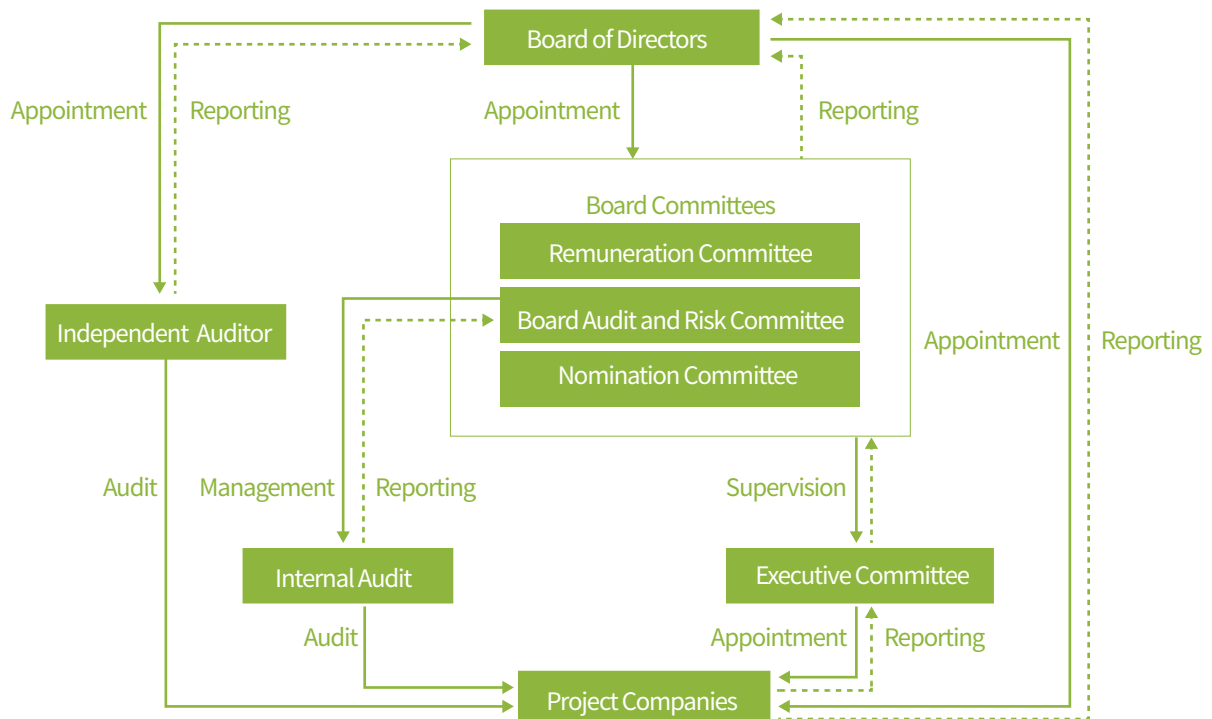 Board of Directors
Appointment
Reporting
Appointment
Reporting
Board Committees
Remuneration Committee
Board Audit and Risk Committee
Nomination Committee
Independent Auditor
Appointment
Reporting
Audit
Management
Reporting
Supervision
Internal Audit
Executive Committee
Audit
Appointment
Reporting
Project Companies